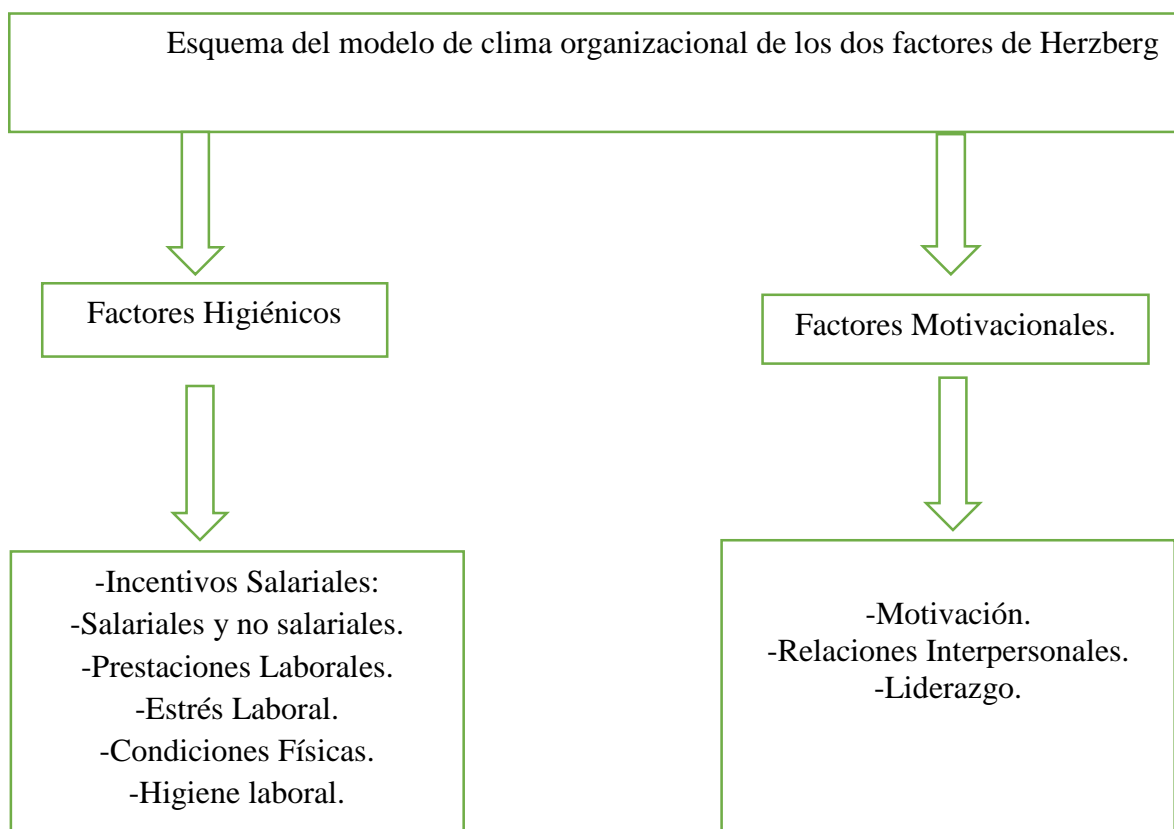 Esquema del modelo de clima organizacional de los dos factores de Herzberg
Factores Higiénicos
Factores Motivacionales.
-Incentivos Salariales:
-Salariales y no salariales.
-Prestaciones Laborales.
-Estrés Laboral.
-Condiciones Físicas.
-Higiene laboral.
-Motivación.
-Relaciones Interpersonales.
-Liderazgo.